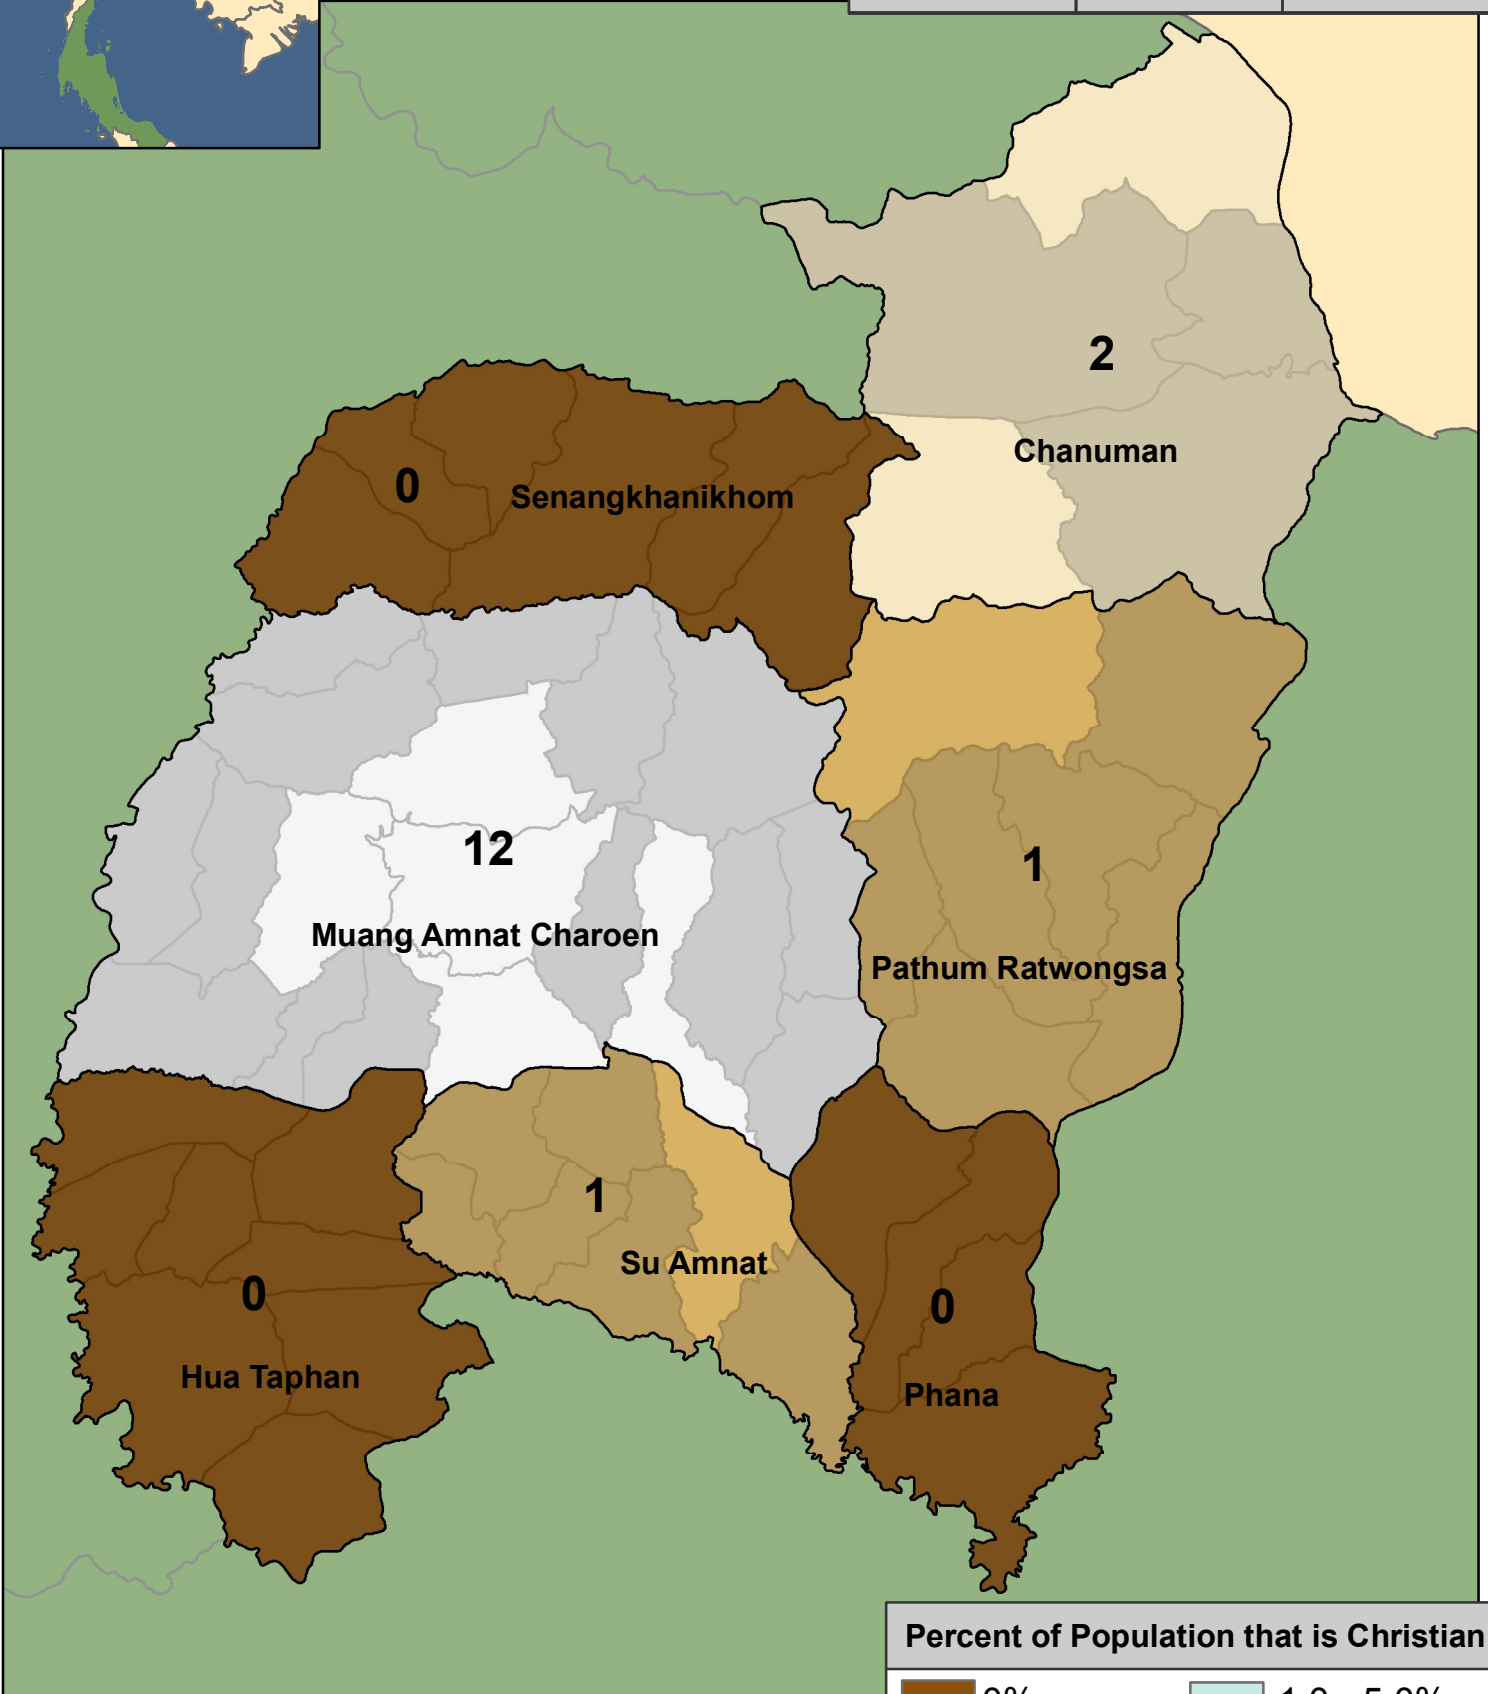 2
Chanuman
0
Senangkhanikhom
12
Muang Amnat Charoen
1
Pathum Ratwongsa
1
Su Amnat
0
Hua Taphan
0
Phana
Percent of Population that is Christian